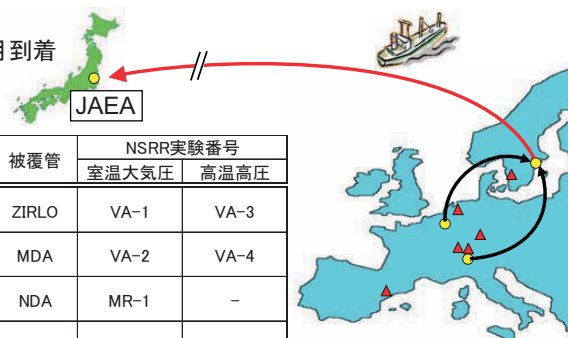 月到着
JAEA
被覆管 NSRR実験番号
室温大気圧 高温高圧
ZIRLO VA-1 VA-3
MDA VA-2 VA-4
NDA MR-1 -